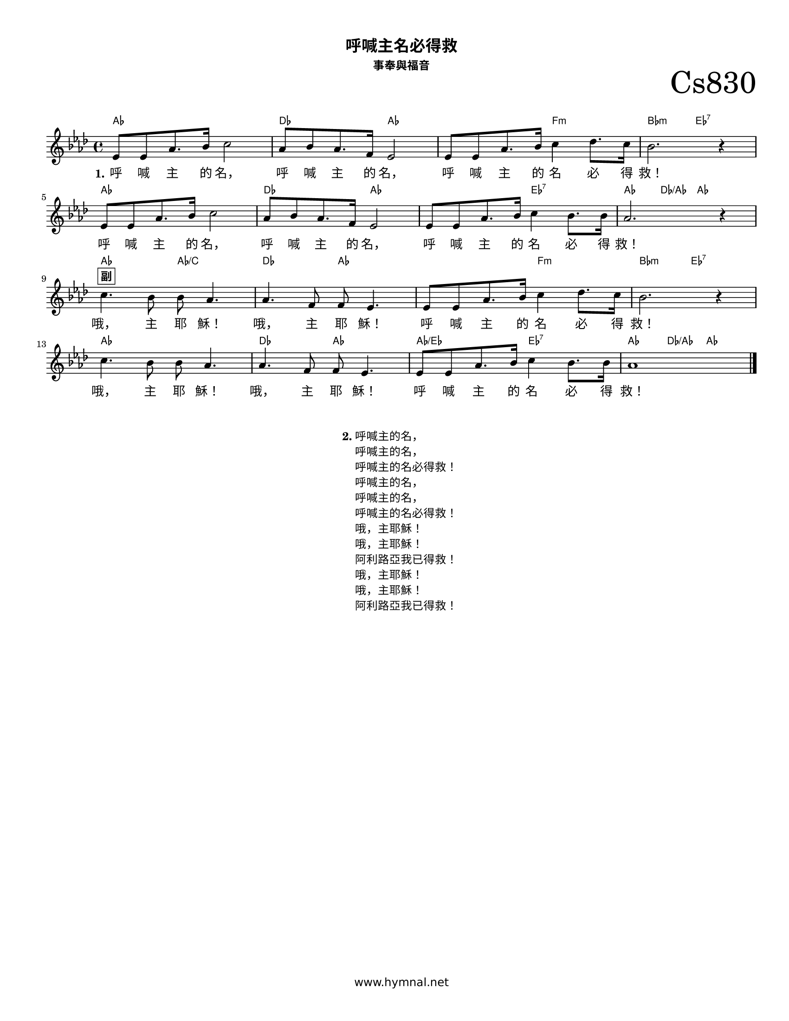 呼喊主名必得救
事奉與福音
Cs830
A♭ D♭ A♭ Fm B♭m E♭7
1. 呼 喊 主 的名， 呼 喊 主 的名， 呼 喊 主 的名 必 得救！
5 A♭ D♭ A♭ E♭7 A♭ D♭/A♭ A♭
呼 喊 主 的名， 呼 喊 主 的名， 呼 喊 主 的名 必 得救！
9 A♭ A♭/C D♭ A♭ Fm B♭m E♭7
副
哦， 主 耶 穌！ 哦， 主 耶 穌！ 呼 喊 主 的名 必 得救！
13 A♭ D♭ A♭ A♭/E♭ E♭7 A♭ D♭/A♭ A♭
哦， 主 耶 穌！ 哦， 主 耶 穌！ 呼 喊 主 的名 必 得 救！
2. 呼喊主的名，
呼喊主的名，
呼喊主的名必得救！
呼喊主的名，
呼喊主的名，
呼喊主的名必得救！
哦，主耶穌！
哦，主耶穌！
阿利路亞我已得救！
哦，主耶穌！
哦，主耶穌！
阿利路亞我已得救！
www.hymnal.net